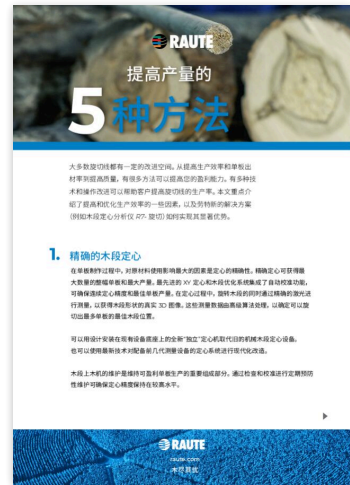 RAUTE
提高产量的
5种方法
大多数旋切线都有一定的改进空间。从提高生产效率和单板出
材率到提高质量，有很多方法可以提高您的盈利能力。有多种技
术和操作改进可以帮助客户提高旋切线的生产率。本文重点介
绍了提高和优化生产效率的一些因素，以及劳特新的解决方案
（例如木段定心分析仪 R7- 旋切）如何实现其显著优势。
1. 精确的木段定心
在单板制作过程中，对原材料使用影响最大的因素是定心的精确性。精确定心可获得最
大数量的整幅单板和最大产量。最先进的 XY 定心和木段优化系统集成了自动校准功能，
可确保连续定心精度和最佳单板产量。在定心过程中，旋转木段的同时通过精确的激光进
行测量，以获得木段形状的真实 3D 图像。这些测量数据由高级算法处理，以确定可以旋
切出最多单板的最佳木段位置。
可以用设计安装在现有设备底座上的全新“独立”定心机取代旧的机械木段定心设备。
也可以使用最新技术对配备前几代测量设备的定心系统进行现代化改造。
木段上木机的维护是维持可盈利单板生产的重要组成部分。通过检查和校准进行定期预防
性维护可确保定心精度保持在较高水平。
RAUTE
raute.com
木尽其优